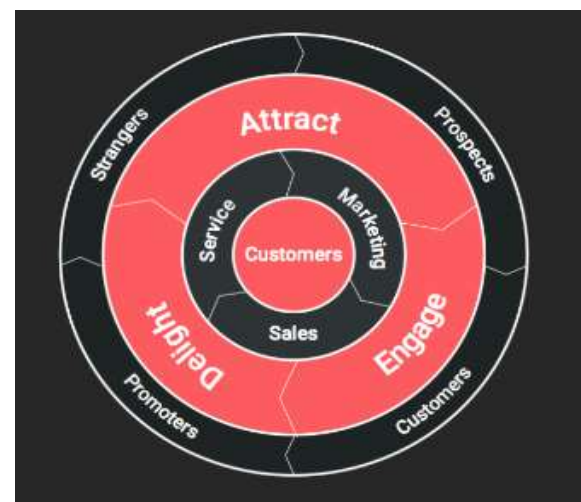 Attract
Strangers
Prospects
Service
Marketing
Customers
Sales
Delight
Engage
Promoters
Customers